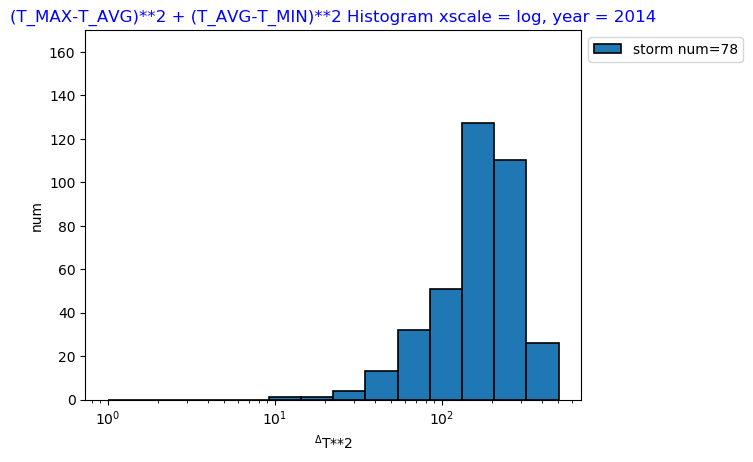 (T_MAX-T_AVG)**2 + (T_AVG-T_MIN)**2 Histogram xscale = log, year = 2014
storm num=78
160
140
120
100
80
60
40
20
0
num
10⁰ 10¹ 10²
ΔT**2